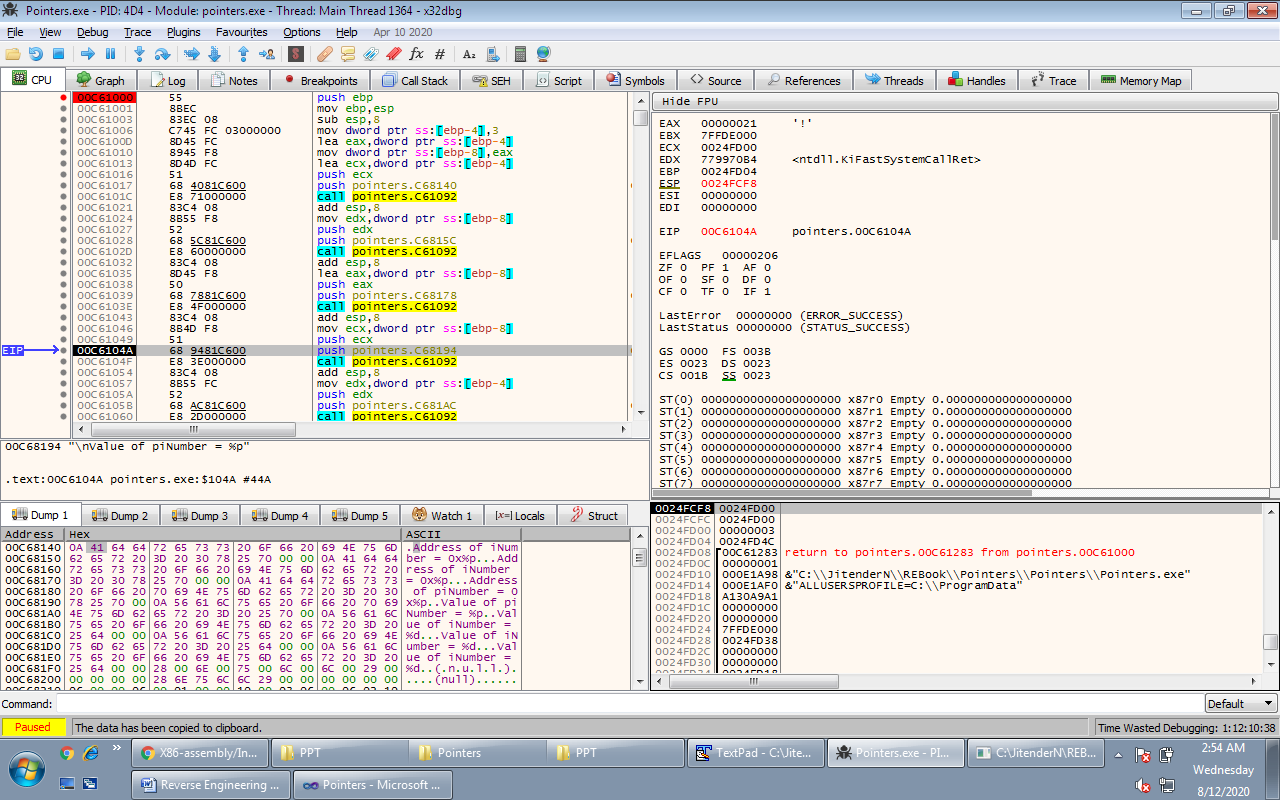 Pointers.exe - PID: 4D4 - Module: pointers.exe - Thread: Main Thread 1364 - x32dbg
File View Debug Trace Plugins Favourites Options Help Apr 10 2020
CPU Graph Log Notes Breakpoints Call Stack SEH Script Symbols Source References Threads Handles Trace Memory Map
00C61000 55 push ebp
00C61001 8BEC mov ebp,esp
00C61003 83EC 08 sub esp,8
00C61006 C745 FC 03000000 mov dword ptr ss:[ebp-4],3
00C6100D 8D45 FC lea eax,dword ptr ss:[ebp-4]
00C61010 8945 F8 mov dword ptr ss:[ebp-8],eax
00C61013 8D4D FC lea ecx,dword ptr ss:[ebp-4]
00C61016 51 push ecx
00C61017 68 4081C600 push pointers.C68140
00C6101C E8 71000000 call pointers.C61092
00C61021 83C4 08 add esp,8
00C61024 8B55 F8 mov edx,dword ptr ss:[ebp-8]
00C61027 52 push edx
00C61028 68 5C81C600 push pointers.C6815C
00C6102D E8 60000000 call pointers.C61092
00C61032 83C4 08 add esp,8
00C61035 8D45 F8 lea eax,dword ptr ss:[ebp-8]
00C61038 50 push eax
00C61039 68 7881C600 push pointers.C68178
00C6103E E8 4F000000 call pointers.C61092
00C61043 83C4 08 add esp,8
00C61046 8B4D F8 mov ecx,dword ptr ss:[ebp-8]
00C61049 51 push ecx
EIP 00C6104A 68 9481C600 push pointers.C68194
00C6104F E8 3E000000 call pointers.C61092
00C61054 83C4 08 add esp,8
00C61057 8B55 FC mov edx,dword ptr ss:[ebp-4]
00C6105A 52 push edx
00C6105B 68 AC81C600 push pointers.C681AC
00C61060 E8 2D000000 call pointers.C61092
00C68194 "\nValue of piNumber = %p"
.text:00C6104A pointers.exe:$104A #44A
Hide FPU
EAX 00000021 '!'
EBX 7FFDE000
ECX 0024FD00
EDX 779970B4 <ntdll.KiFastSystemCallRet>
EBP 0024FD04
ESP 0024FCF8
ESI 00000000
EDI 00000000
EIP 00C6104A pointers.00C6104A
EFLAGS 00000206
ZF 0 PF 1 AF 0
OF 0 SF 0 DF 0
CF 0 TF 0 IF 1
LastError 00000000 (ERROR_SUCCESS)
LastStatus 00000000 (STATUS_SUCCESS)
GS 0000 FS 003B
ES 0023 DS 0023
CS 001B SS 0023
ST(0) 00000000000000000000 x87r0 Empty 0.000000000000000000
ST(1) 00000000000000000000 x87r1 Empty 0.000000000000000000
ST(2) 00000000000000000000 x87r2 Empty 0.000000000000000000
ST(3) 00000000000000000000 x87r3 Empty 0.000000000000000000
ST(4) 00000000000000000000 x87r4 Empty 0.000000000000000000
ST(5) 00000000000000000000 x87r5 Empty 0.000000000000000000
ST(6) 00000000000000000000 x87r6 Empty 0.000000000000000000
ST(7) 00000000000000000000 x87r7 Empty 0.000000000000000000
Dump 1 Dump 2 Dump 3 Dump 4 Dump 5 Watch 1 [x=] Locals Struct
Address Hex ASCII
00C68140 0A 41 64 64 72 65 73 73 20 6F 66 20 69 4E 75 6D .Address of iNum
00C68150 62 65 72 20 3D 20 30 78 25 70 00 00 0A 41 64 64 ber = 0x%p...Add
00C68160 72 65 73 73 20 6F 66 20 69 4E 75 6D 62 65 72 20 ress of iNumber
00C68170 3D 20 30 78 25 70 00 00 0A 41 64 64 72 65 73 73 = 0x%p...Address
00C68180 20 6F 66 20 70 69 4E 75 6D 62 65 72 20 3D 20 30 of piNumber = 0
00C68190 78 25 70 00 0A 56 61 6C 75 65 20 6F 66 20 70 69 x%p..Value of pi
00C681A0 4E 75 6D 62 65 72 20 3D 20 25 70 00 0A 56 61 6C Number = %p..Val
00C681B0 75 65 20 6F 66 20 69 4E 75 6D 62 65 72 20 3D 20 ue of iNumber =
00C681C0 25 64 00 00 0A 56 61 6C 75 65 20 6F 66 20 69 4E %d...Value of iN
00C681D0 75 6D 62 65 72 20 3D 20 25 64 00 00 0A 56 61 6C umber = %d...Val
00C681E0 75 65 20 6F 66 20 69 4E 75 6D 62 65 72 20 3D 20 ue of iNumber =
00C681F0 25 64 00 00 28 00 6E 00 75 00 6C 00 6C 00 29 00 %d..(.n.u.l.l.).
00C68200 00 00 00 00 28 6E 75 6C 6C 29 00 00 00 00 00 00 ....(null)......
0024FCF8 0024FD00
0024FCFC 0024FD00
0024FD00 00000003
0024FD04 0024FD4C
0024FD08 00C61283 return to pointers.00C61283 from pointers.00C61000
0024FD0C 00000001
0024FD10 000E1A98 &"C:\\JitenderN\\REBook\\Pointers\\Pointers\\Pointers.exe"
0024FD14 000E1AF0 &"ALLUSERSPROFILE=C:\\ProgramData"
0024FD18 A130A9A1
0024FD1C 00000000
0024FD20 00000000
0024FD24 7FFDE000
0024FD28 0024FD38
0024FD2C 00000000
0024FD30 00000000
Command: Default
Paused The data has been copied to clipboard. Time Wasted Debugging: 1:12:10:38
X86-assembly/In... PPT Pointers PPT TextPad - C:\Jite... Pointers.exe - PI... C:\JitenderN\REB...
Reverse Engineering ... Pointers - Microsoft ...
2:54 AM
Wednesday
8/12/2020